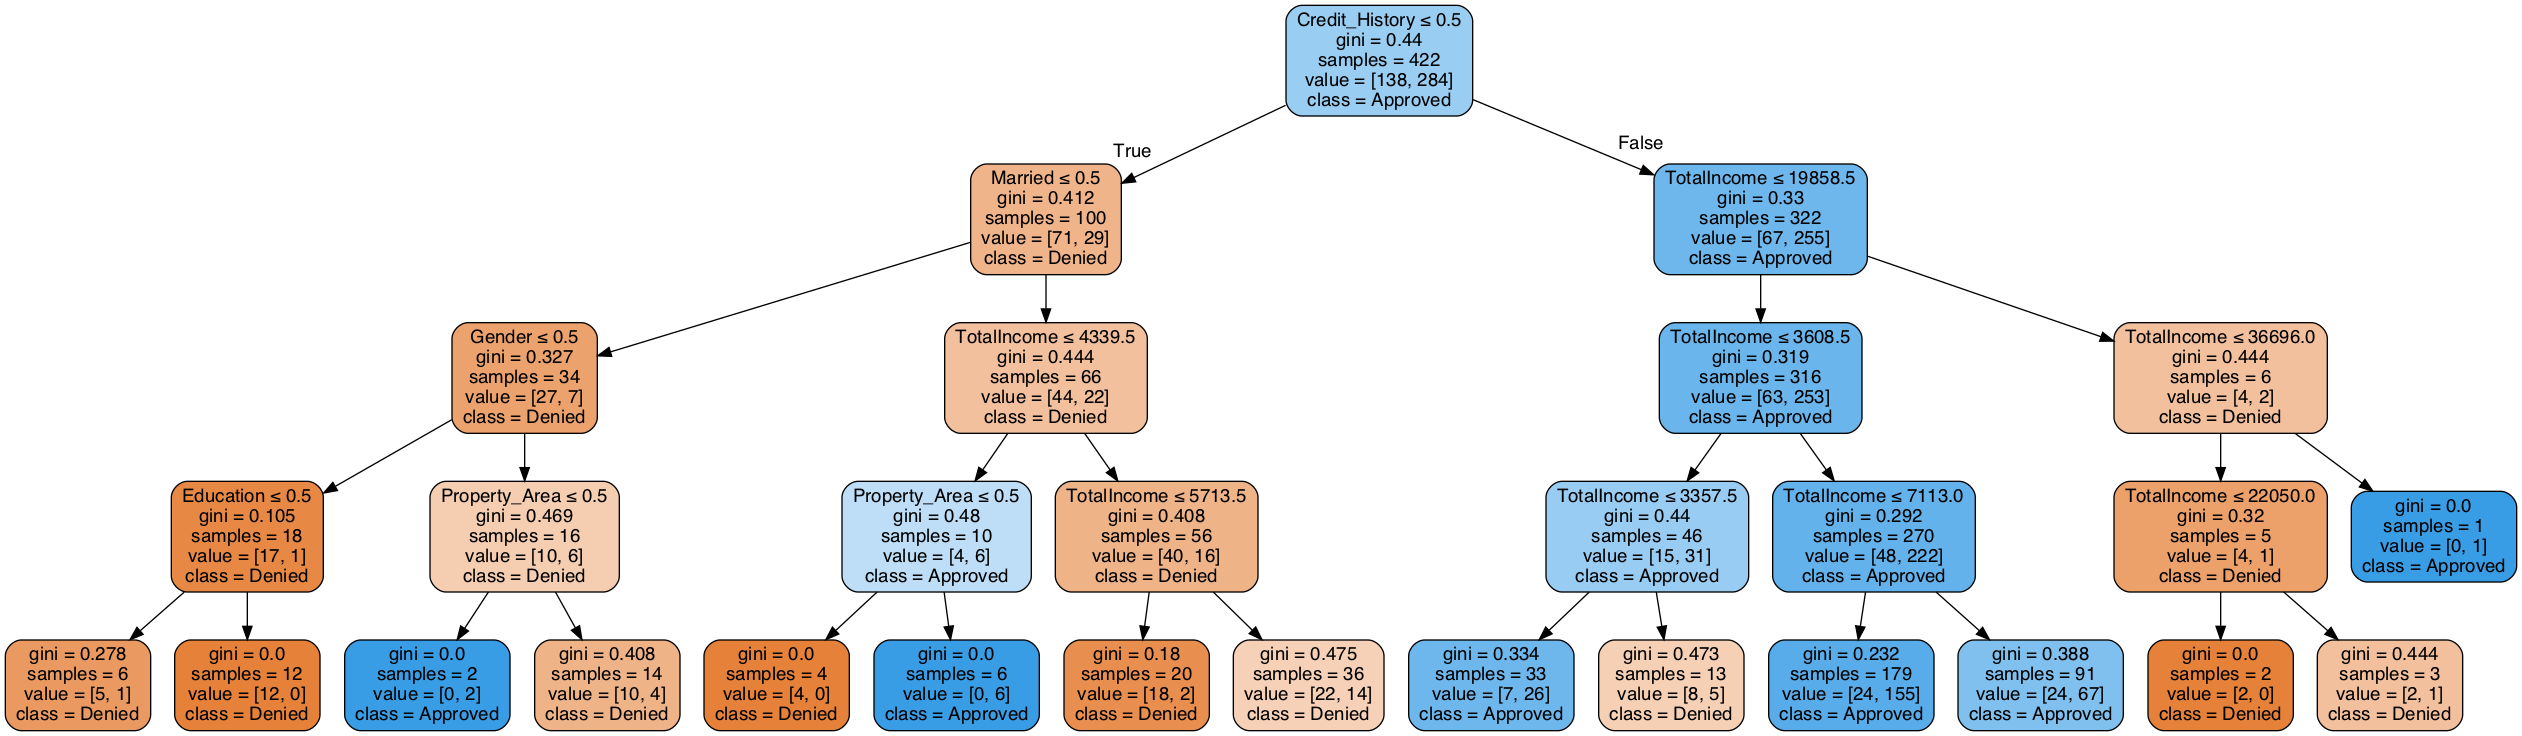 Credit_History ≤ 0.5
gini = 0.44
samples = 422
value = [138, 284]
class = Approved
True
False
Married ≤ 0.5
gini = 0.412
samples = 100
value = [71, 29]
class = Denied
TotalIncome ≤ 19858.5
gini = 0.33
samples = 322
value = [67, 255]
class = Approved
Gender ≤ 0.5
gini = 0.327
samples = 34
value = [27, 7]
class = Denied
TotalIncome ≤ 4339.5
gini = 0.444
samples = 66
value = [44, 22]
class = Denied
TotalIncome ≤ 3608.5
gini = 0.319
samples = 316
value = [63, 253]
class = Approved
TotalIncome ≤ 36696.0
gini = 0.444
samples = 6
value = [4, 2]
class = Denied
Education ≤ 0.5
gini = 0.105
samples = 18
value = [17, 1]
class = Denied
Property_Area ≤ 0.5
gini = 0.469
samples = 16
value = [10, 6]
class = Denied
Property_Area ≤ 0.5
gini = 0.48
samples = 10
value = [4, 6]
class = Approved
TotalIncome ≤ 5713.5
gini = 0.408
samples = 56
value = [40, 16]
class = Denied
TotalIncome ≤ 3357.5
gini = 0.44
samples = 46
value = [15, 31]
class = Approved
TotalIncome ≤ 7113.0
gini = 0.292
samples = 270
value = [48, 222]
class = Approved
TotalIncome ≤ 22050.0
gini = 0.32
samples = 5
value = [4, 1]
class = Denied
gini = 0.0
samples = 1
value = [0, 1]
class = Approved
gini = 0.278
samples = 6
value = [5, 1]
class = Denied
gini = 0.0
samples = 12
value = [12, 0]
class = Denied
gini = 0.0
samples = 2
value = [0, 2]
class = Approved
gini = 0.408
samples = 14
value = [10, 4]
class = Denied
gini = 0.0
samples = 4
value = [4, 0]
class = Denied
gini = 0.0
samples = 6
value = [0, 6]
class = Approved
gini = 0.18
samples = 20
value = [18, 2]
class = Denied
gini = 0.475
samples = 36
value = [22, 14]
class = Denied
gini = 0.334
samples = 33
value = [7, 26]
class = Approved
gini = 0.473
samples = 13
value = [8, 5]
class = Denied
gini = 0.232
samples = 179
value = [24, 155]
class = Approved
gini = 0.388
samples = 91
value = [24, 67]
class = Approved
gini = 0.0
samples = 2
value = [2, 0]
class = Denied
gini = 0.444
samples = 3
value = [2, 1]
class = Denied